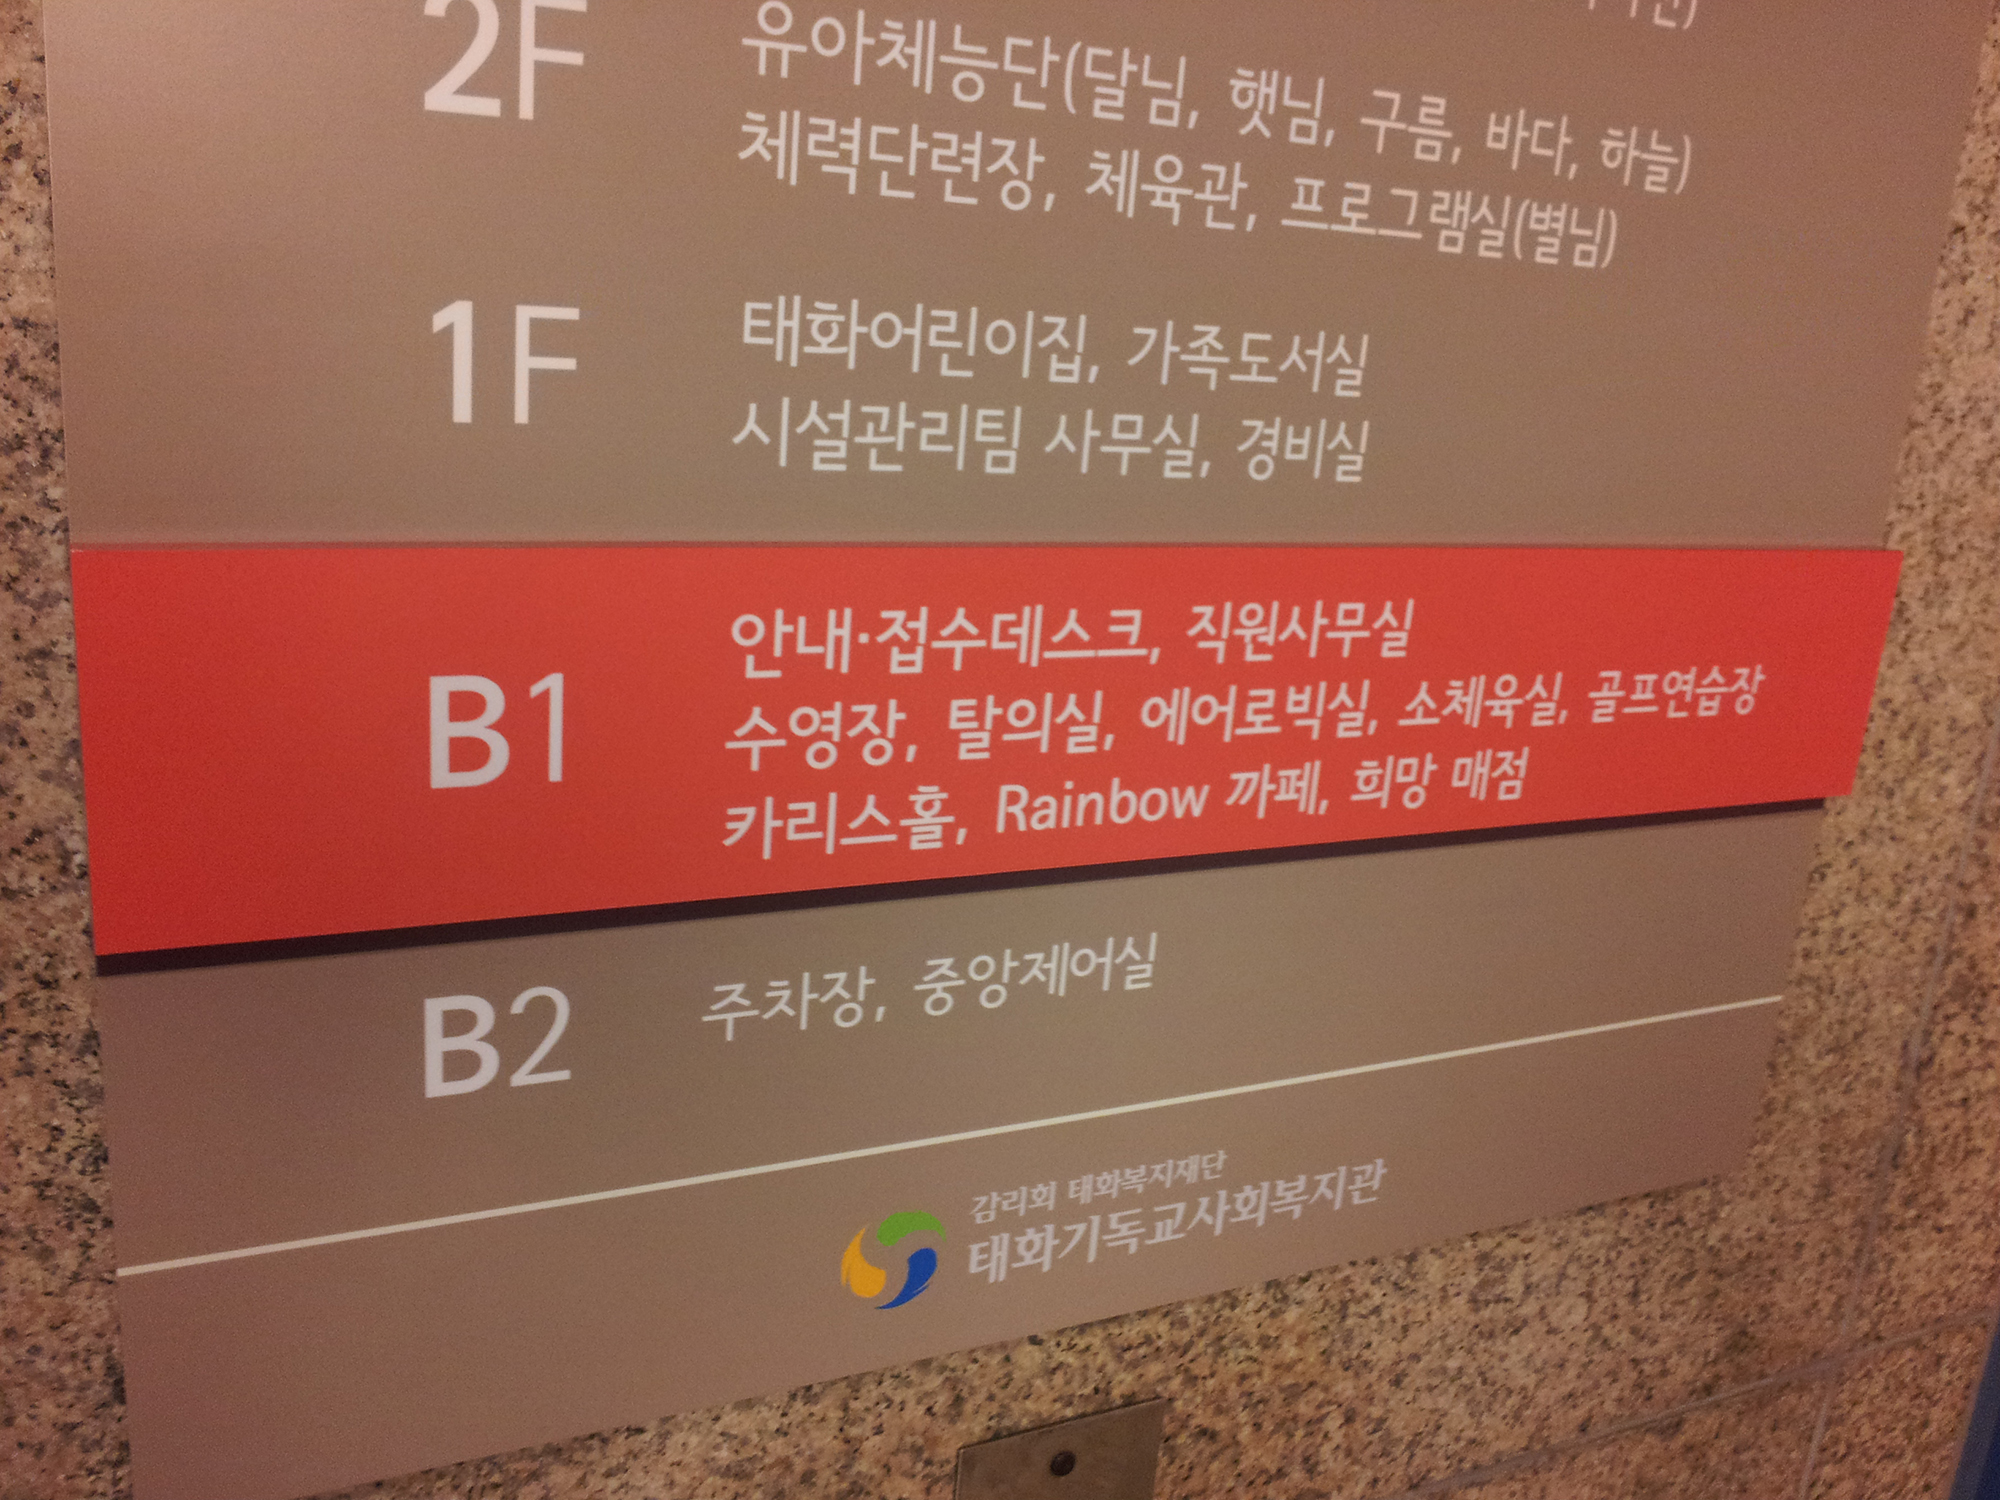 2F
유아체능단(달님, 햇님, 구름, 바다, 하늘)
체력단련장, 체육관, 프로그램실(별님)
1F
태화어린이집, 가족도서실
시설관리팀 사무실, 경비실
B1
안내·접수데스크, 직원사무실
수영장, 탈의실, 에어로빅실, 소체육실, 골프연습장
카리스홀, Rainbow 까페, 희망 매점
B2
주차장, 중앙제어실
감리회 태화복지재단
태화기독교사회복지관